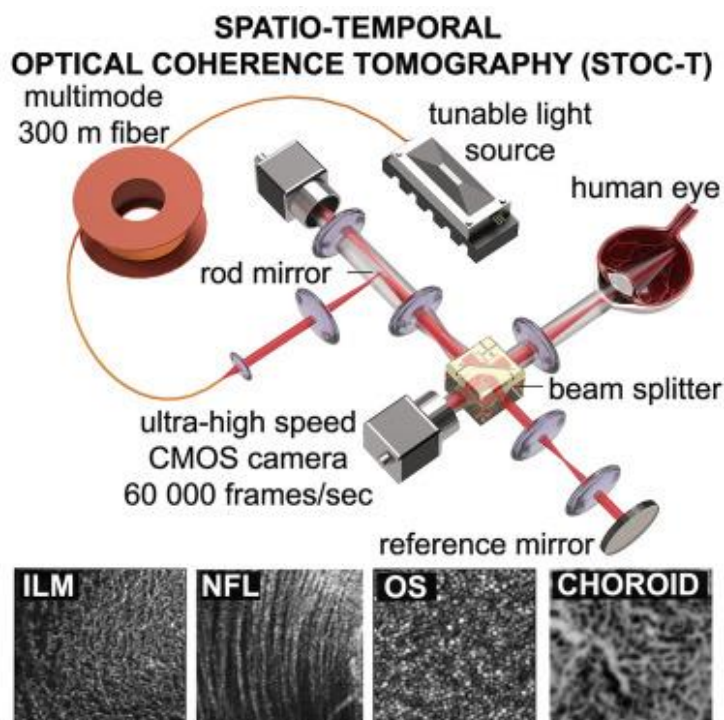 SPATIO-TEMPORAL
OPTICAL COHERENCE TOMOGRAPHY (STOC-T)
multimode
300 m fiber
tunable light
source
human eye
rod mirror
beam splitter
ultra-high speed
CMOS camera
60 000 frames/sec
reference mirror
ILM
NFL
OS
CHOROID